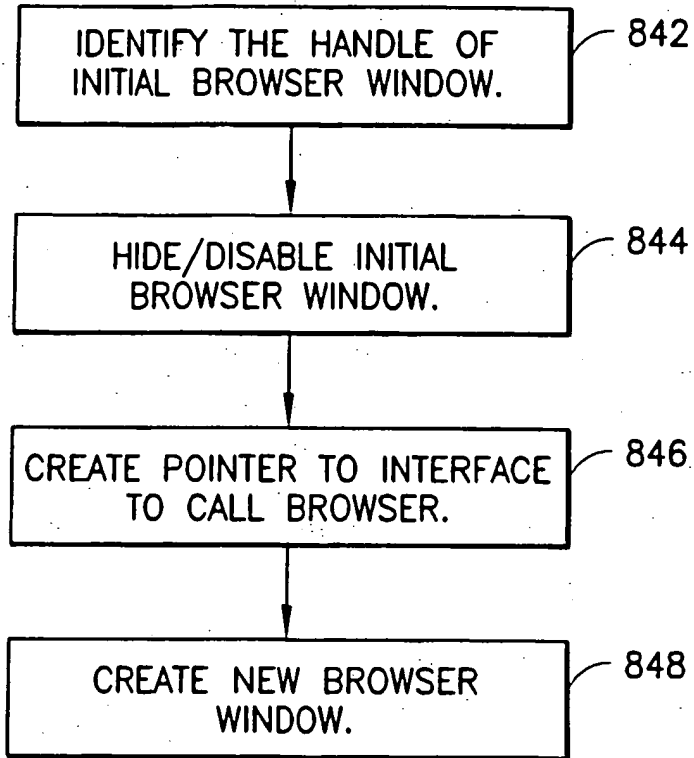 IDENTIFY THE HANDLE OF
INITIAL BROWSER WINDOW.
842
HIDE/DISABLE INITIAL
BROWSER WINDOW.
844
CREATE POINTER TO INTERFACE
TO CALL BROWSER.
846
CREATE NEW BROWSER
WINDOW.
848